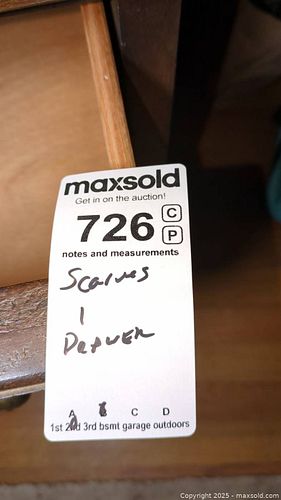 maxsold
Get in on the auction!
726 C
P
notes and measurements
Scarves
1
Drawer
A B C D
1st 2nd 3rd bsmt garage outdoors
Copyright 2025 - maxsold.com